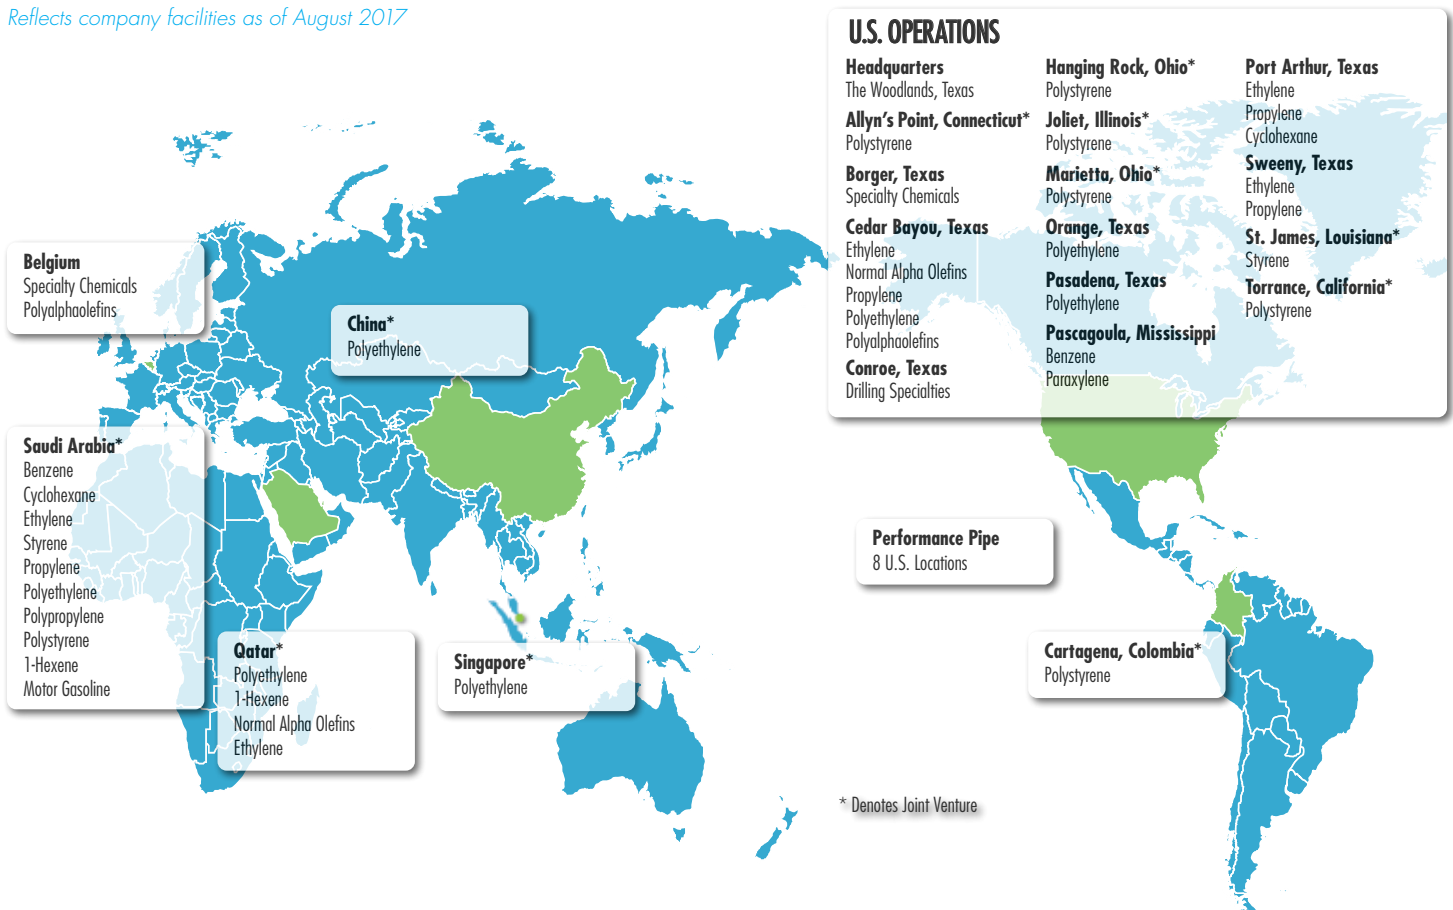 Reflects company facilities as of August 2017
U.S. OPERATIONS
Headquarters
The Woodlands, Texas
Allyn's Point, Connecticut*
Polystyrene
Borger, Texas
Specialty Chemicals
Cedar Bayou, Texas
Ethylene
Normal Alpha Olefins
Propylene
Polyethylene
Polyalphaolefins
Conroe, Texas
Drilling Specialties
Hanging Rock, Ohio*
Polystyrene
Joliet, Illinois*
Polystyrene
Marietta, Ohio*
Polystyrene
Orange, Texas
Polyethylene
Pasadena, Texas
Polyethylene
Pascagoula, Mississippi
Benzene
Paraxylene
Port Arthur, Texas
Ethylene
Propylene
Cyclohexane
Sweeny, Texas
Ethylene
Propylene
St. James, Louisiana*
Styrene
Torrance, California*
Polystyrene
Belgium
Specialty Chemicals
Polyalphaolefins
China*
Polyethylene
Saudi Arabia*
Benzene
Cyclohexane
Ethylene
Styrene
Propylene
Polyethylene
Polypropylene
Polystyrene
1-Hexene
Motor Gasoline
Qatar*
Polyethylene
1-Hexene
Normal Alpha Olefins
Ethylene
Singapore*
Polyethylene
Performance Pipe
8 U.S. Locations
Cartagena, Colombia*
Polystyrene
* Denotes Joint Venture